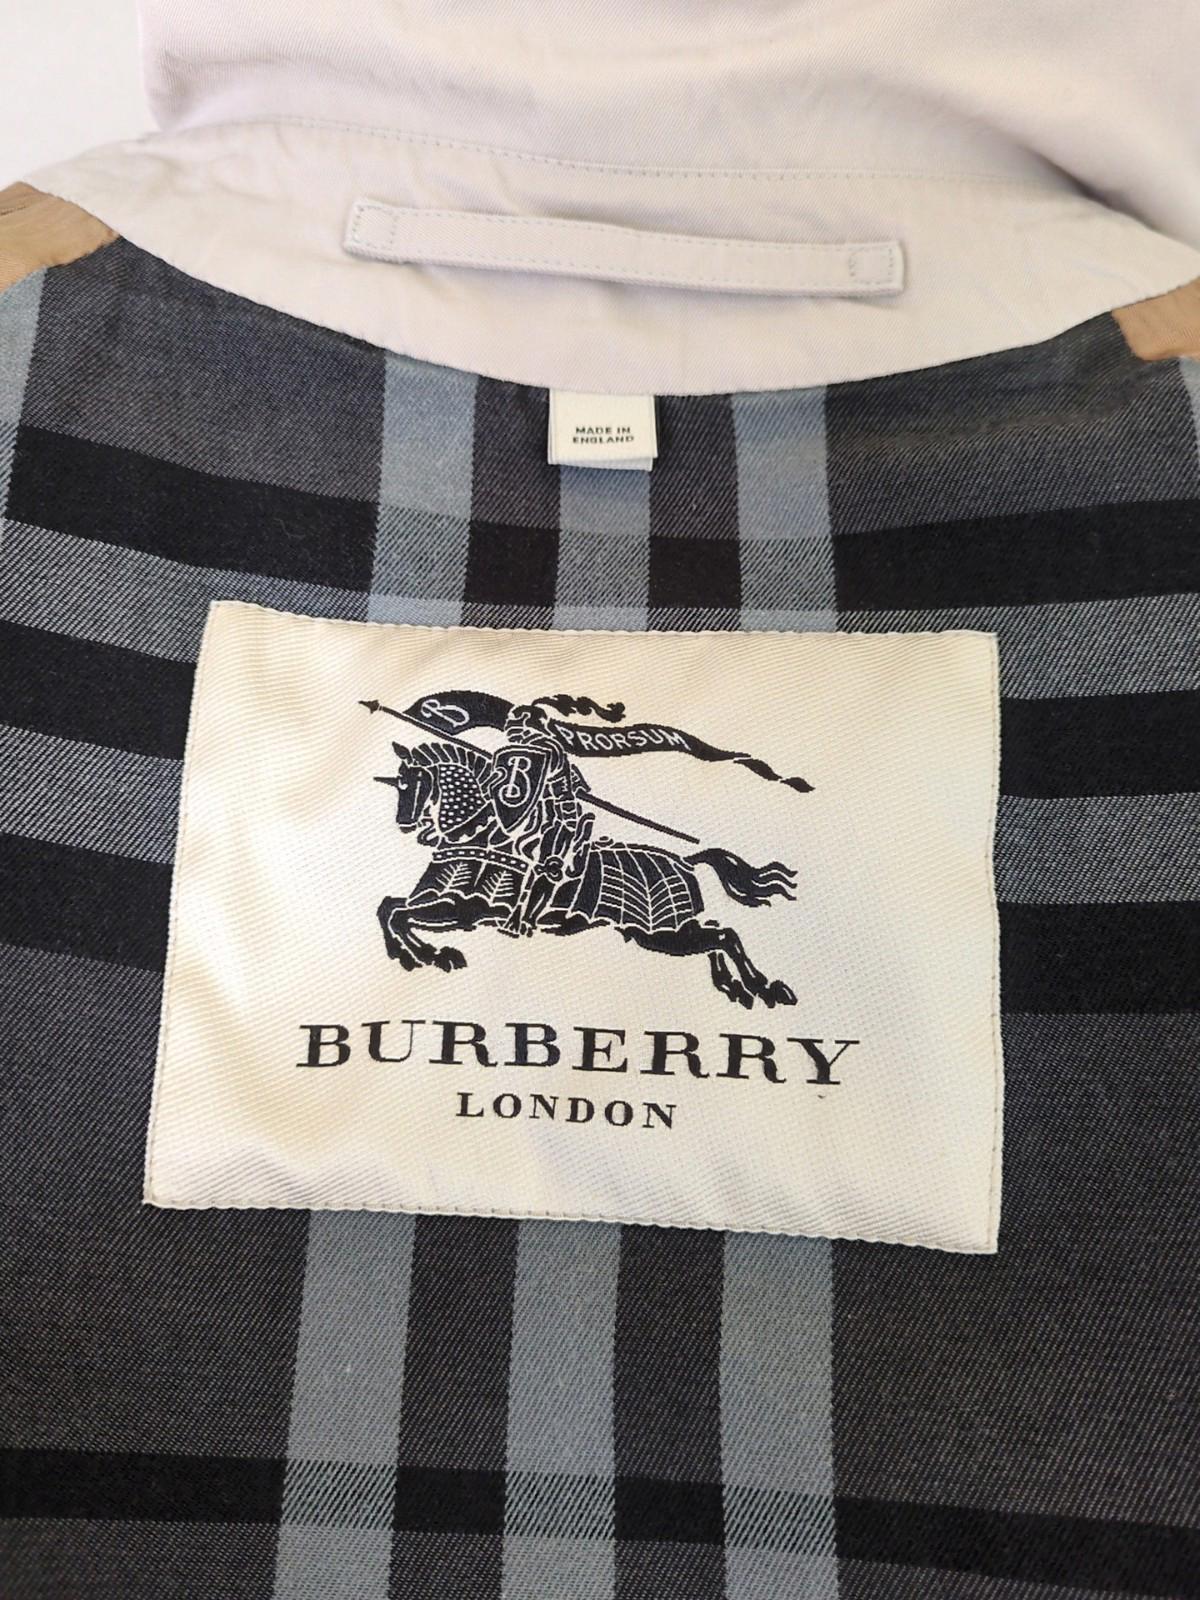 MADE IN
ENGLAND
B
PRORSUM
B
BURBERRY
LONDON